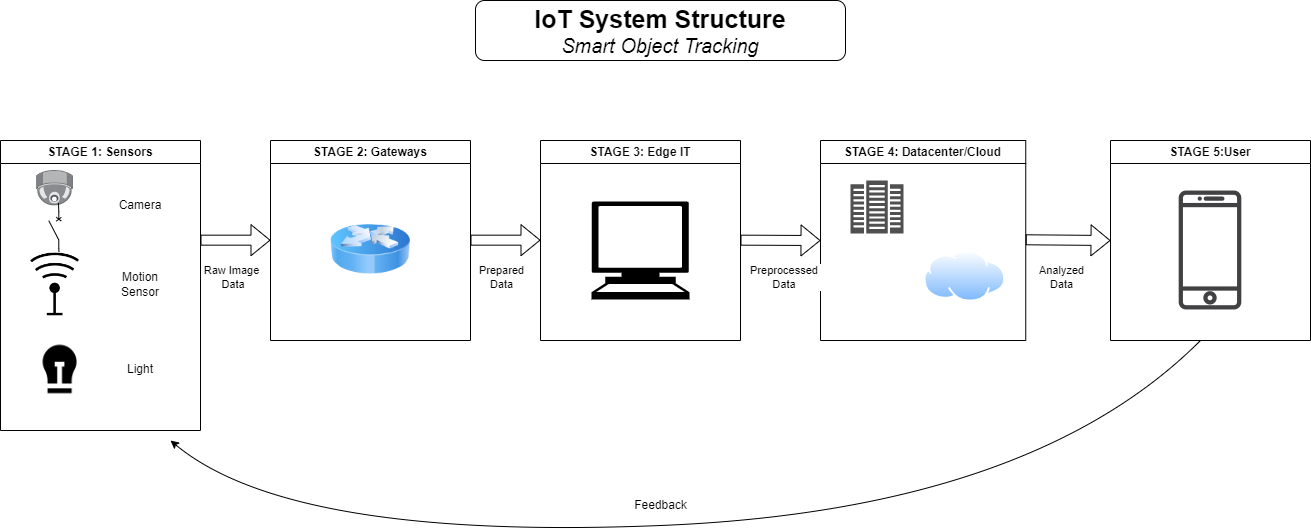 IoT System Structure
Smart Object Tracking
STAGE 1: Sensors
Camera
Motion
Sensor
Light
Raw Image
Data
STAGE 2: Gateways
Prepared
Data
STAGE 3: Edge IT
Preprocessed
Data
STAGE 4: Datacenter/Cloud
Analyzed
Data
STAGE 5:User
Feedback